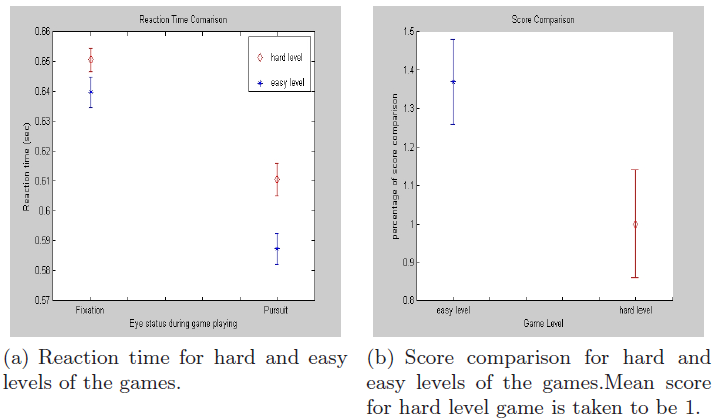 Reaction Time Comarison
0.66
0.65
0.64
0.63
0.62
0.61
0.6
0.59
0.58
0.57
Reaction time (sec)
hard level
easy level
Fixation
Pursuit
Eye status during game playing
(a) Reaction time for hard and easy
levels of the games.
Score Comparison
1.5
1.4
1.3
1.2
1.1
1
0.9
0.8
percentage of score comparison
easy level
hard level
Game Level
(b) Score comparison for hard and
easy levels of the games.Mean score
for hard level game is taken to be 1.